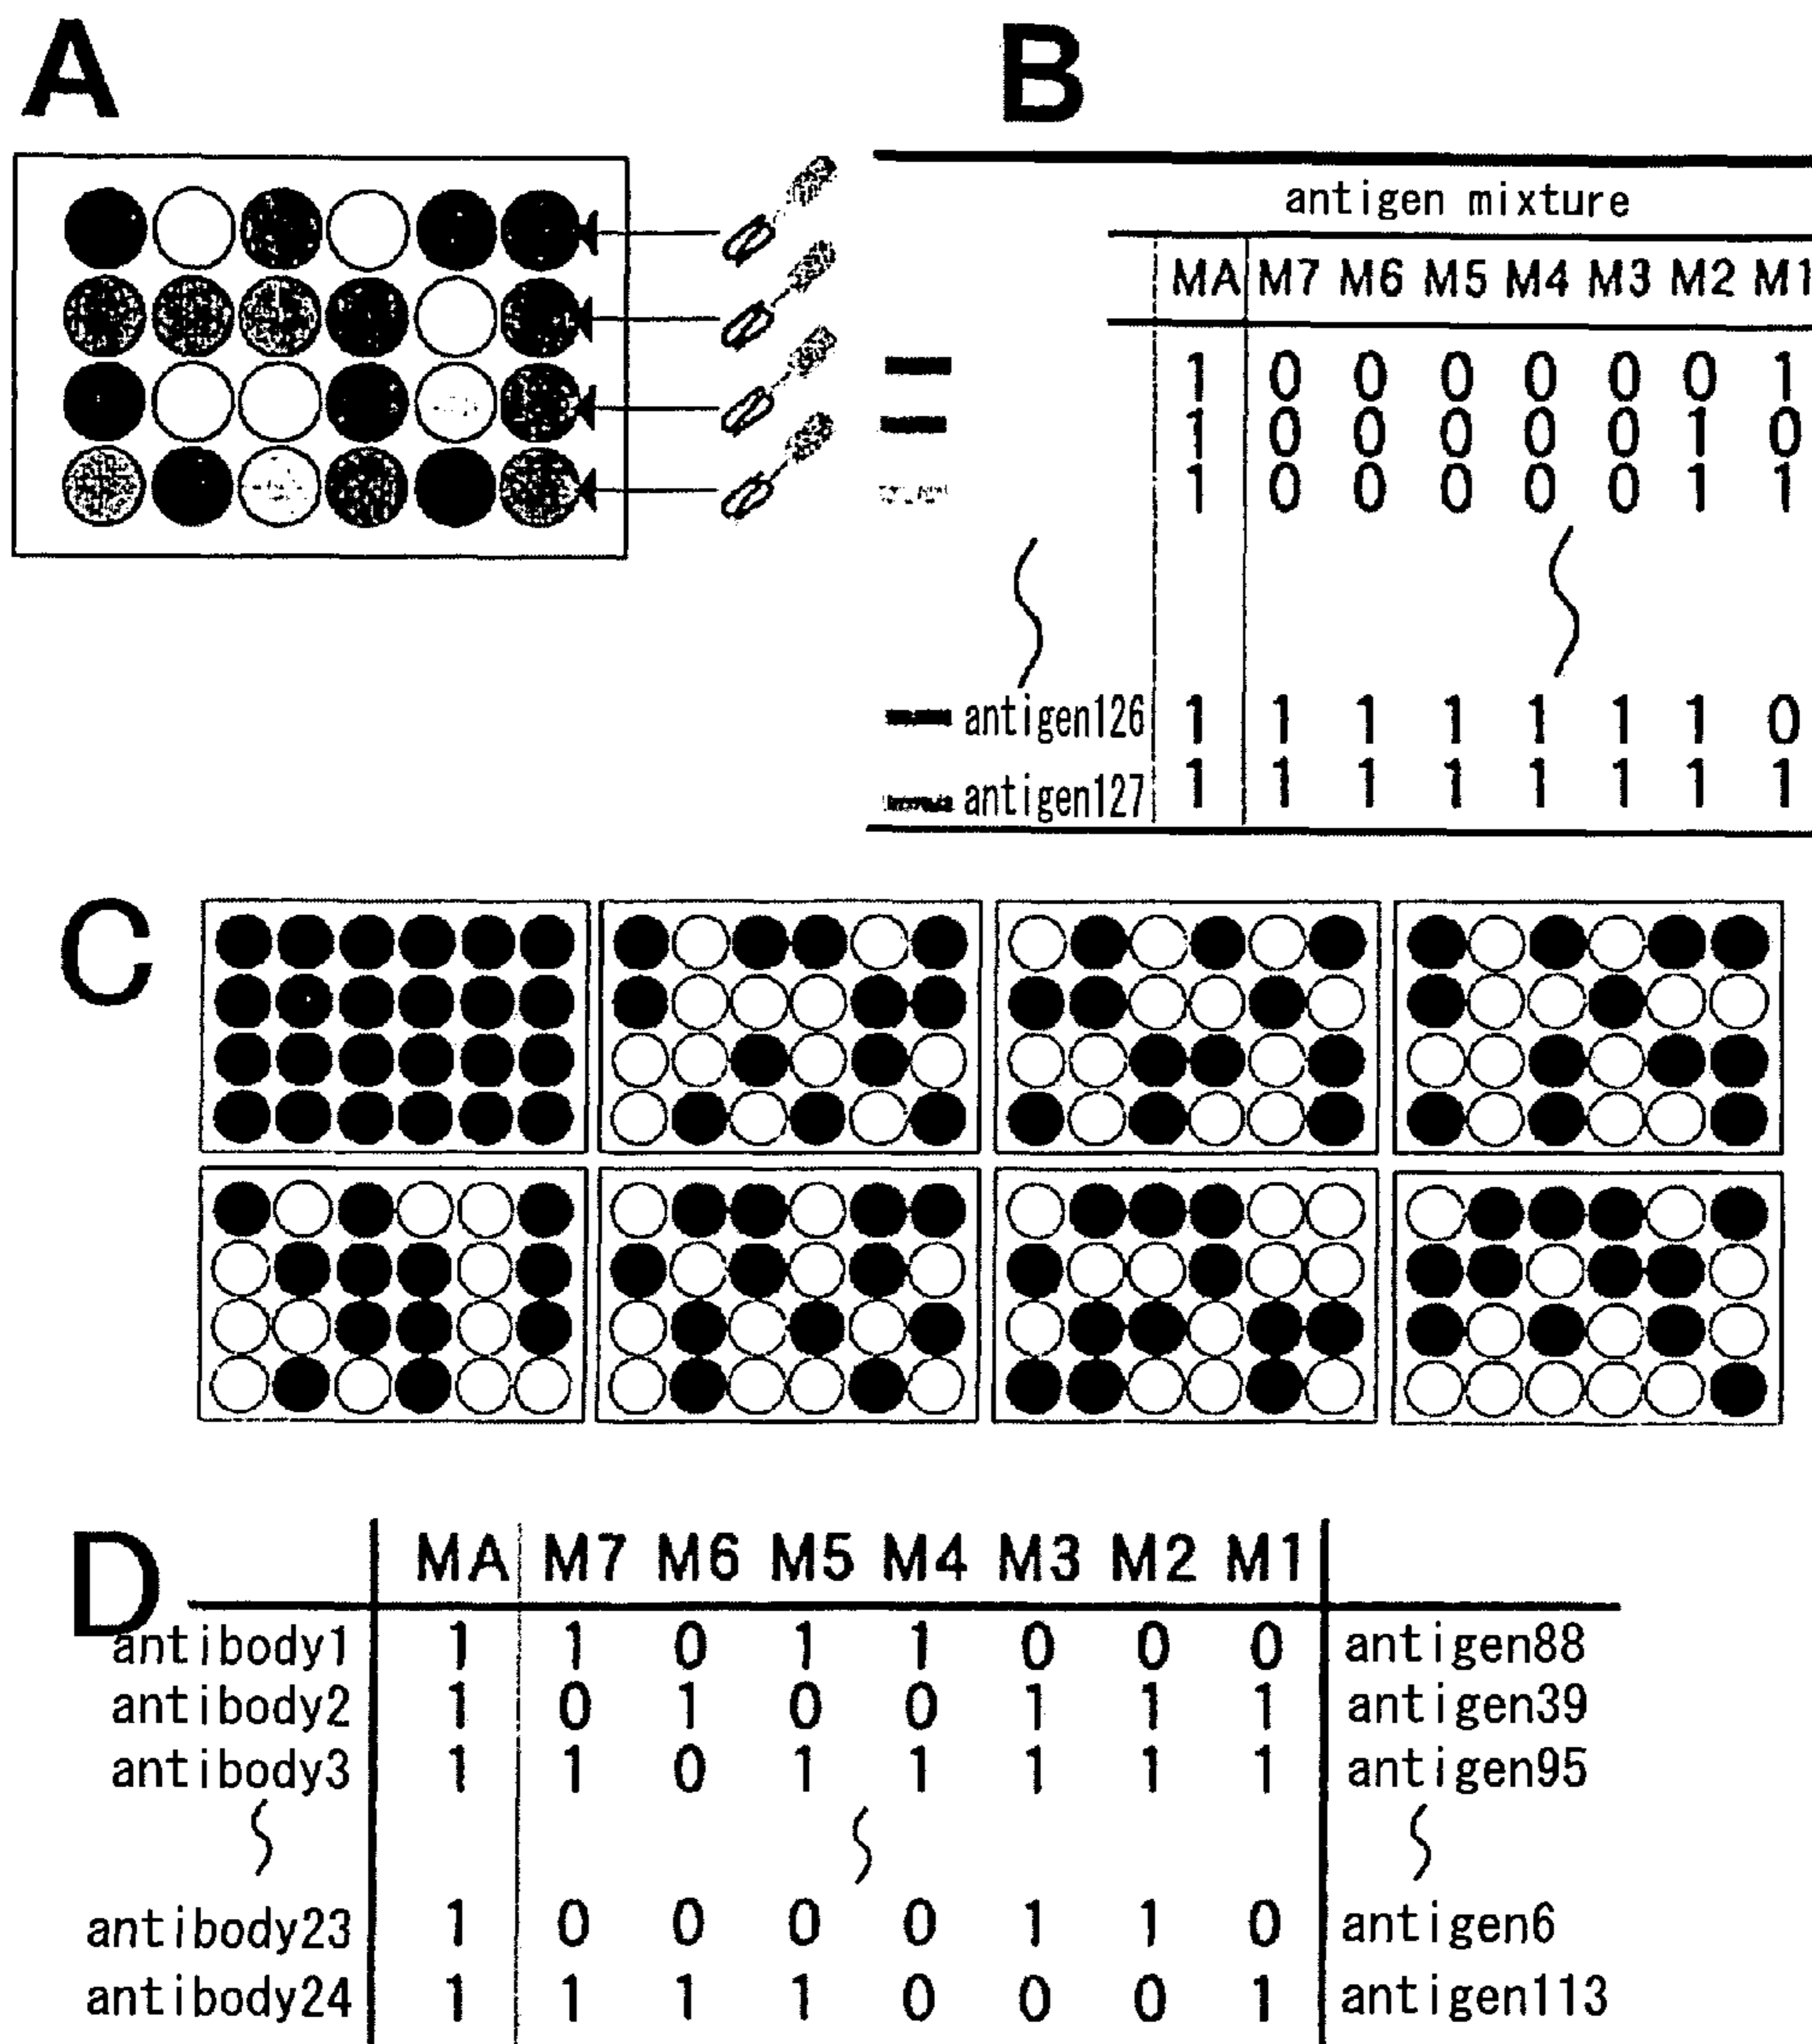 A
B
antigen mixture
MA M7 M6 M5 M4 M3 M2 M1
1 0 0 0 0 0 0 1
1 0 0 0 0 0 1 0
1 0 0 0 0 0 1 1
antigen126 1 1 1 1 1 1 1 0
antigen127 1 1 1 1 1 1 1 1
C
D
MA M7 M6 M5 M4 M3 M2 M1
antibody1 1 1 0 1 1 0 0 0 antigen88
antibody2 1 0 1 0 0 1 1 1 antigen39
antibody3 1 1 0 1 1 1 1 1 antigen95
antibody23 1 0 0 0 0 1 1 0 antigen6
antibody24 1 1 1 1 0 0 0 1 antigen113